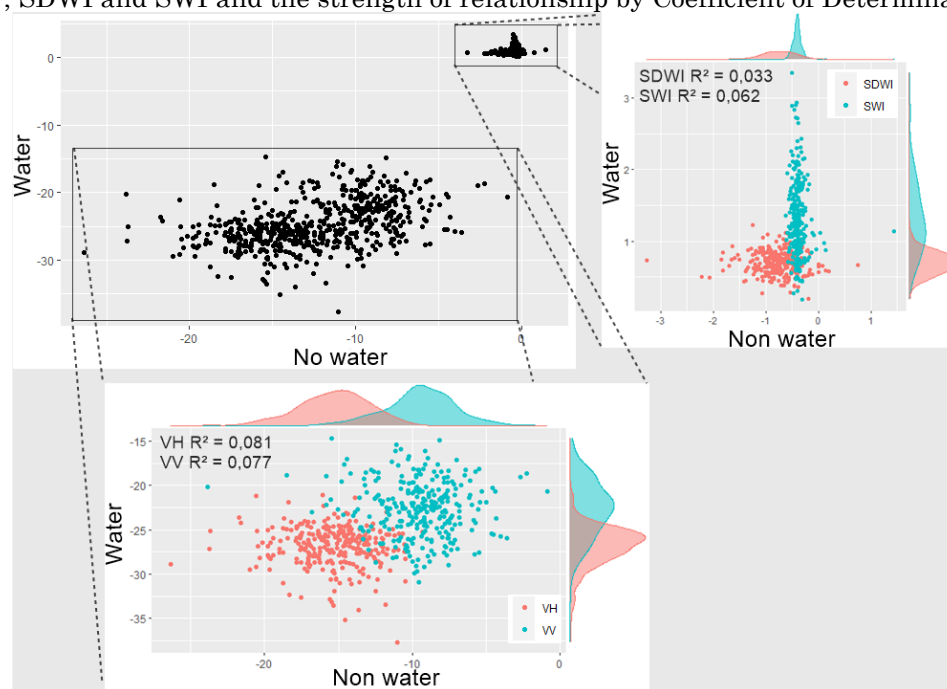 , SDWI and SWI and the strength of relationship by Coefficient of Determina
0
-10
-20
-30
Water
-20
-10
0
No water
SDWI R² = 0,033
SWI R² = 0,062
SDWI
SWI
3
2
1
Water
-3
-2
-1
0
1
Non water
VH R² = 0,081
VV R² = 0,077
-15
-20
-25
-30
-35
Water
VH
VV
-20
-10
0
Non water